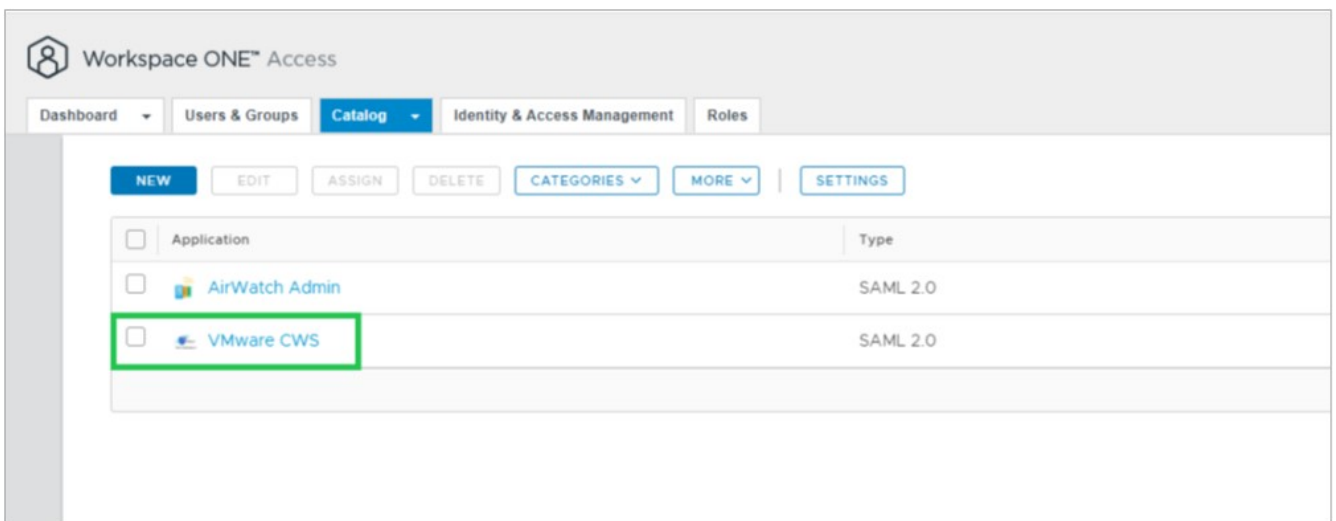 Workspace ONE™ Access
Dashboard Users & Groups Catalog Identity & Access Management Roles
NEW EDIT ASSIGN DELETE CATEGORIES MORE SETTINGS
Application Type
AirWatch Admin SAML 2.0
VMware CWS SAML 2.0